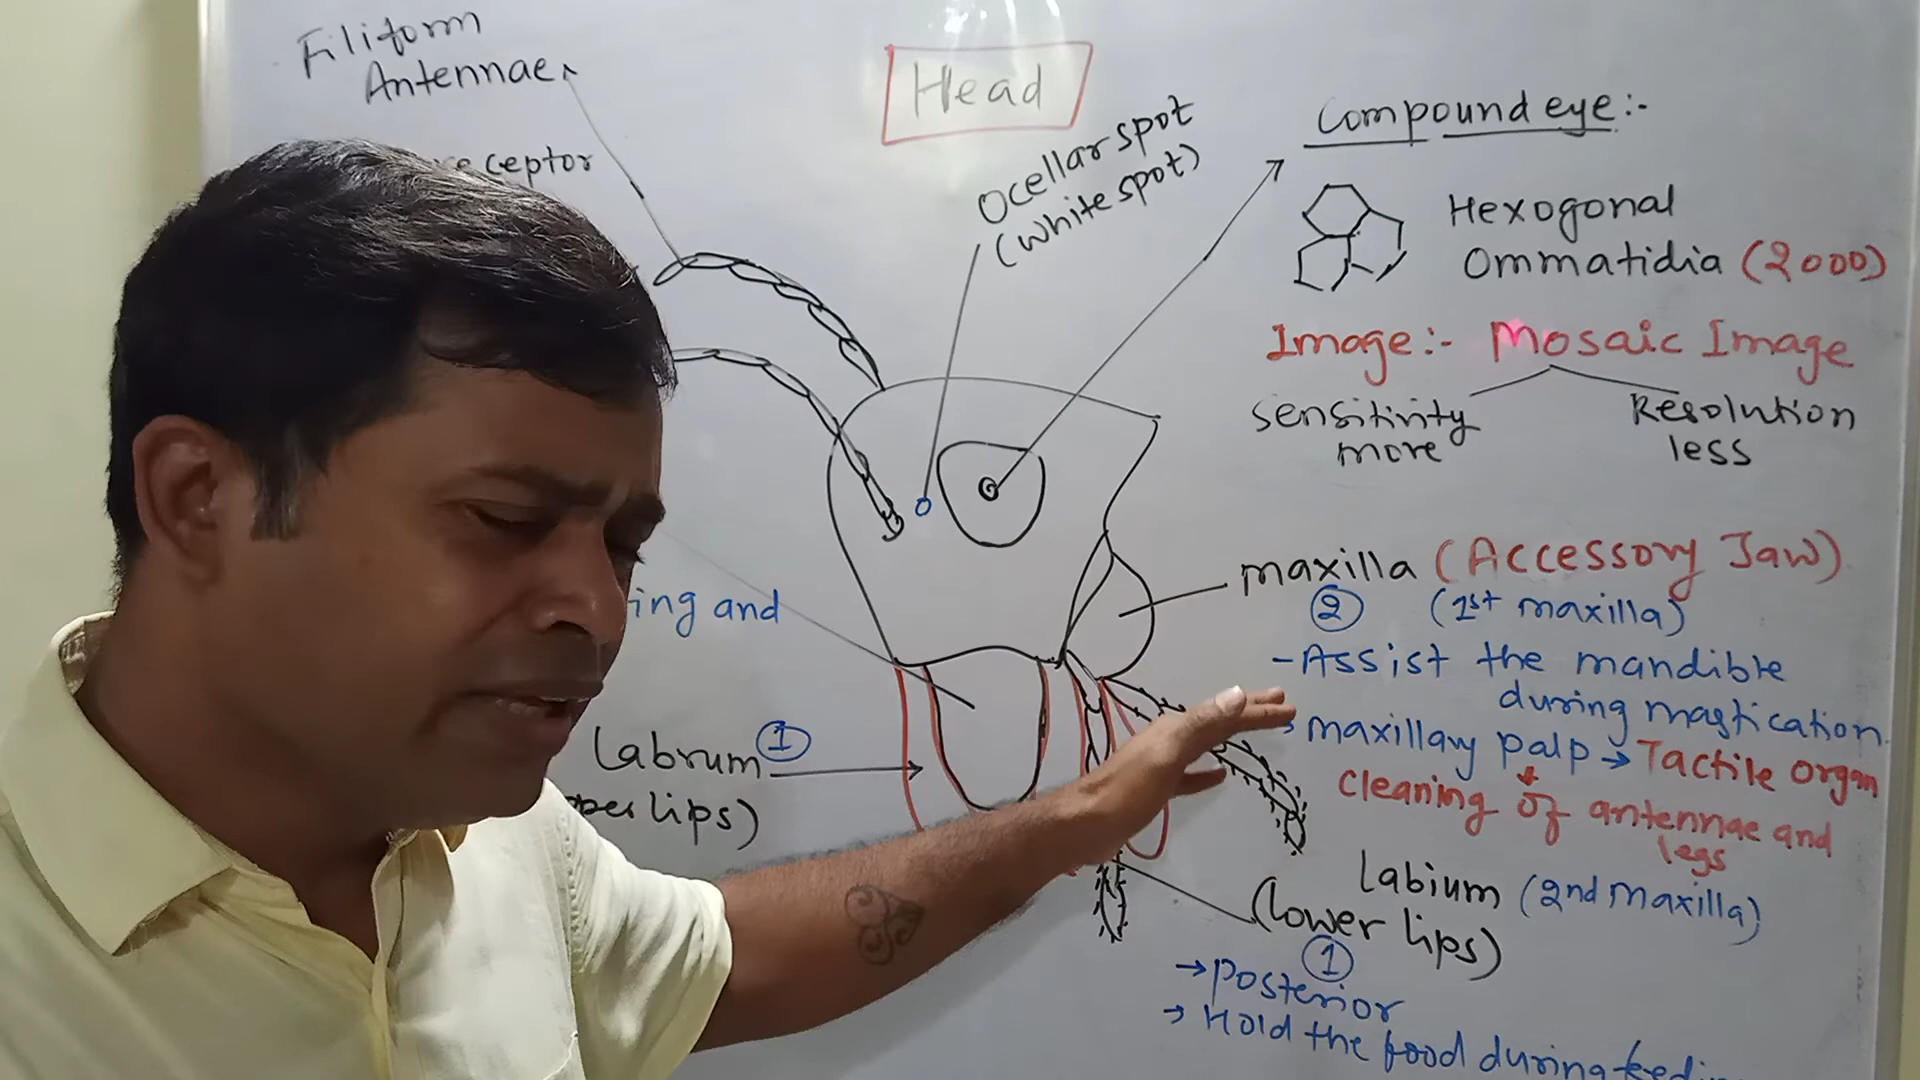 Filiform
Antennae
Head
ceptor
Ocellar spot
(white spot)
ing and
Labrum ①
lips)
Compound eye:-
Hexogonal
Ommatidia (2000)
Image:- Mosaic Image
Sensitivity
more
Resolution
less
maxilla (Accessory Jaw)
② (1st maxilla)
-Assist the mandible
during mastication
maxillary palp → Tactile organ
cleaning of antennae and
legs
Labium (2nd Maxilla)
(lower lips)
①
→ Posterior
→ Hold the food during feedi